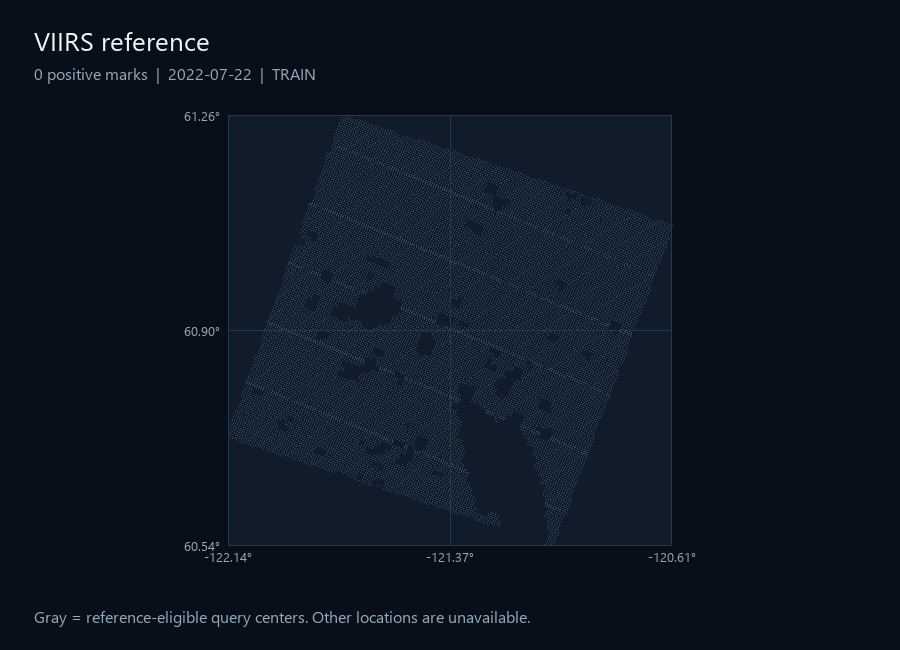 VIIRS reference
0 positive marks | 2022-07-22 | TRAIN
61.26°
60.90°
60.54°
-122.14°
-121.37°
-120.61°
Gray = reference-eligible query centers. Other locations are unavailable.